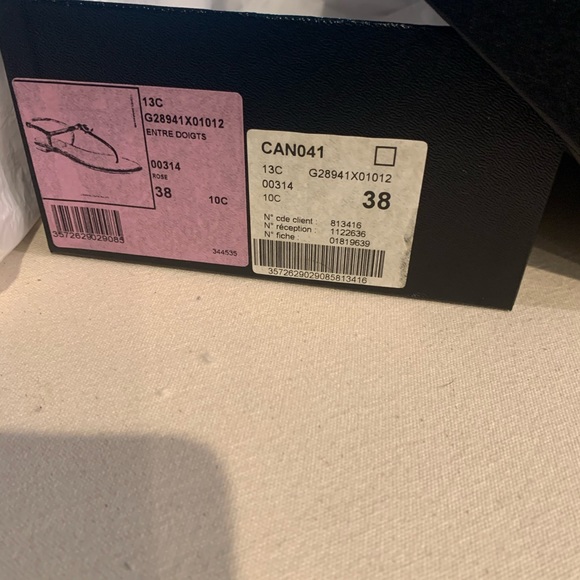 13C
G28941X01012
ENTRE DOIGTS
00314
ROSE
38 10C
3572629029085
344535
CAN041
13C G28941X01012
00314
10C 38
N° cde client 813416
N° réception 1122636
N° fiche 01819639
3572629029085813416